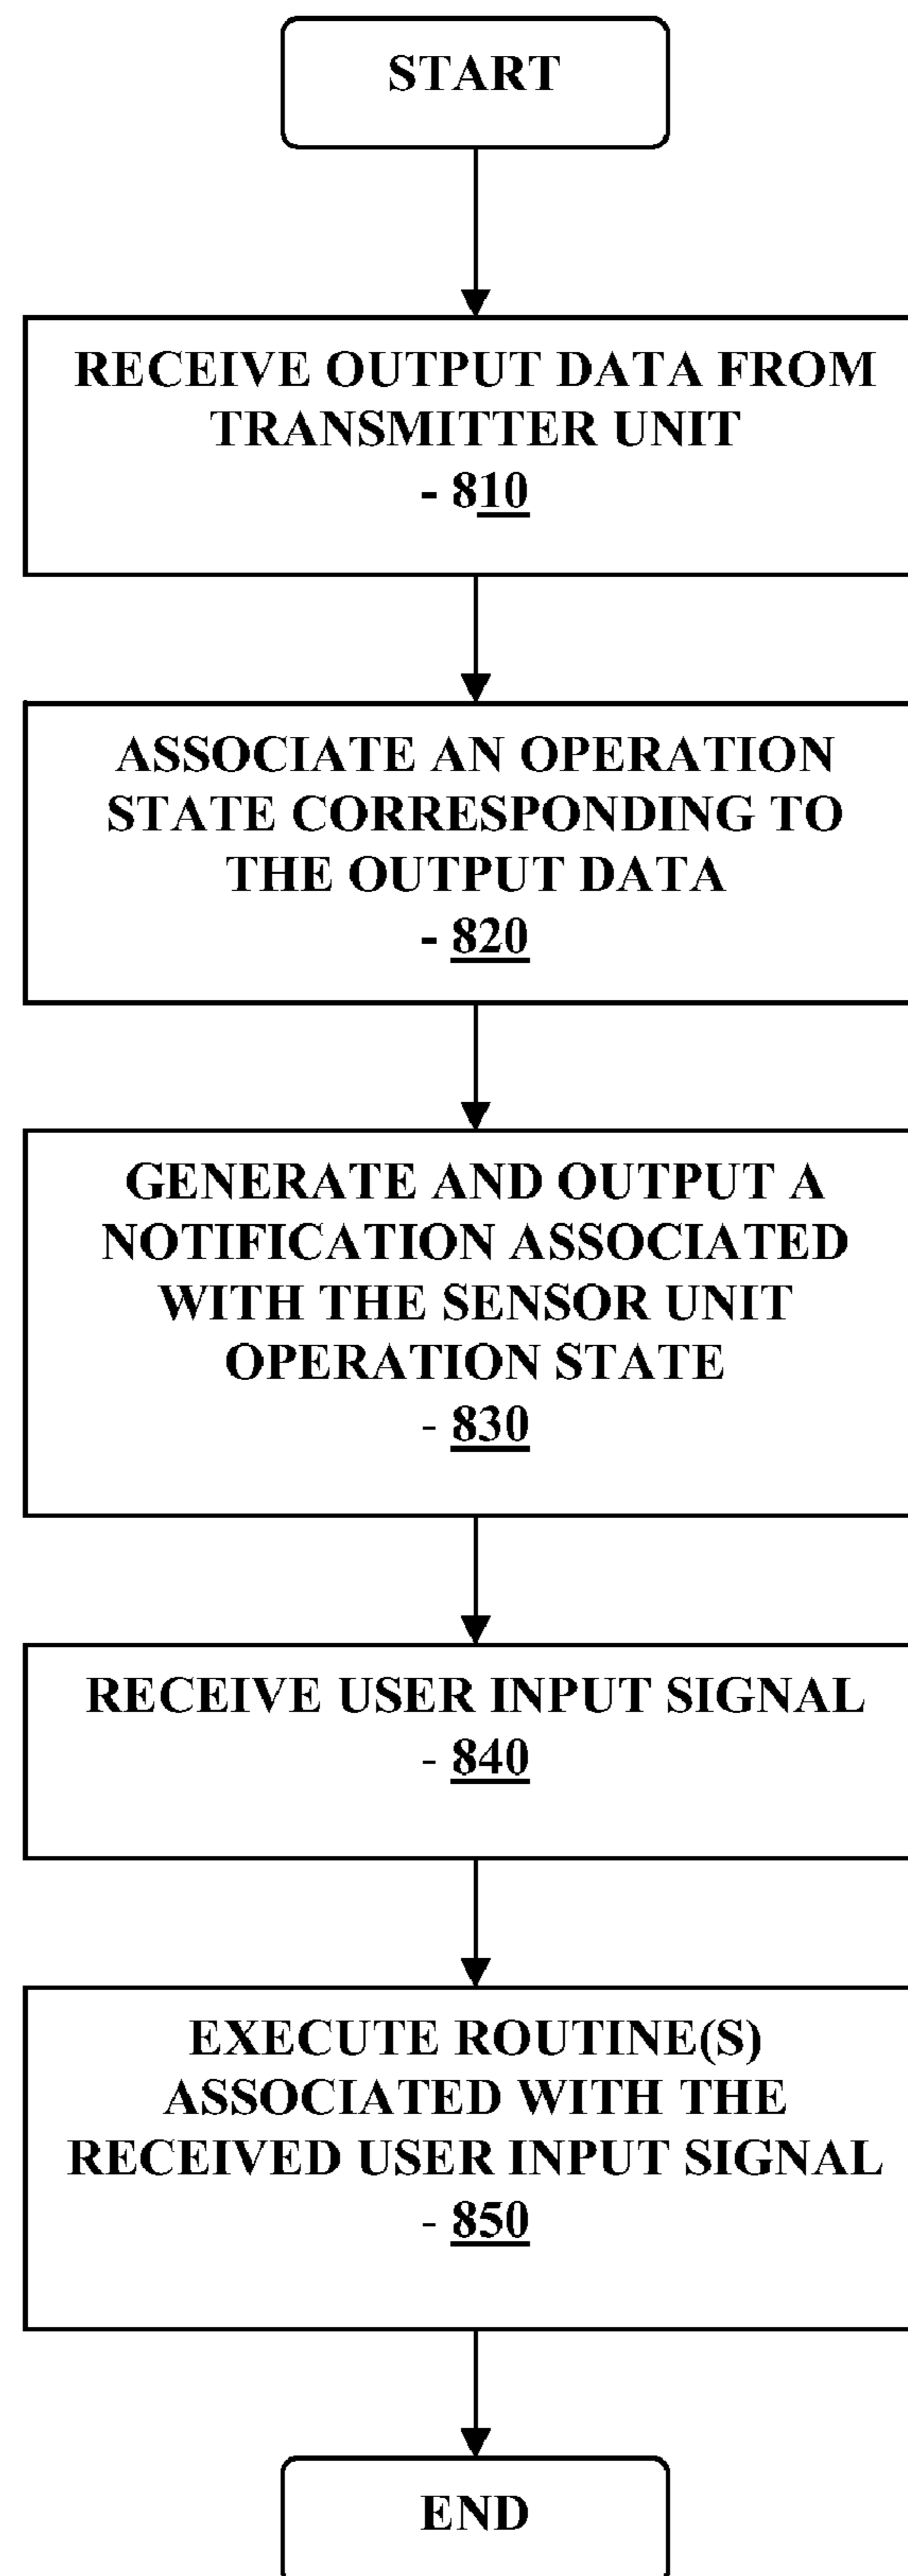 START
RECEIVE OUTPUT DATA FROM
TRANSMITTER UNIT
- 810
ASSOCIATE AN OPERATION
STATE CORRESPONDING TO
THE OUTPUT DATA
- 820
GENERATE AND OUTPUT A
NOTIFICATION ASSOCIATED
WITH THE SENSOR UNIT
OPERATION STATE
- 830
RECEIVE USER INPUT SIGNAL
- 840
EXECUTE ROUTINE(S)
ASSOCIATED WITH THE
RECEIVED USER INPUT SIGNAL
- 850
END